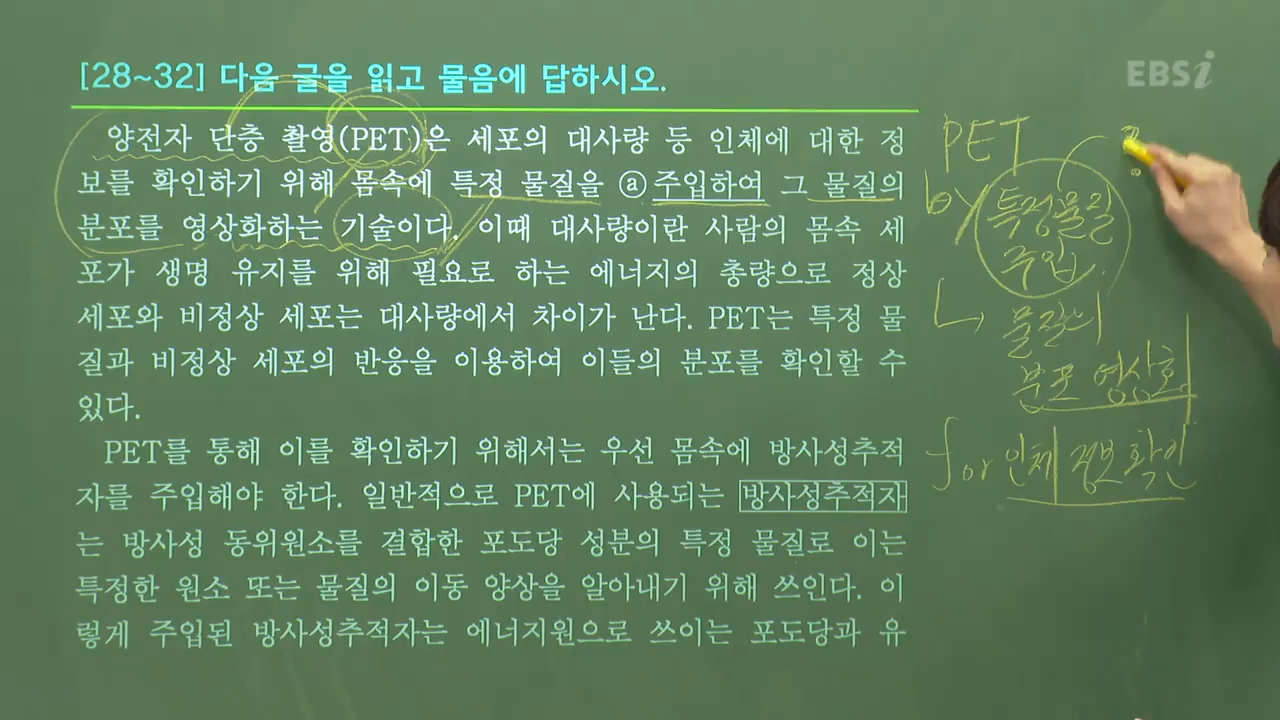 [28~32] 다음 글을 읽고 물음에 답하시오.
EBSi
양전자 단층 촬영(PET)은 세포의 대사량 등 인체에 대한 정
보를 확인하기 위해 몸속에 특정 물질을 ⓐ 주입하여 그 물질의
분포를 영상화하는 기술이다. 이때 대사량이란 사람의 몸속 세
포가 생명 유지를 위해 필요로 하는 에너지의 총량으로 정상
세포와 비정상 세포는 대사량에서 차이가 난다. PET는 특정 물
질과 비정상 세포의 반응을 이용하여 이들의 분포를 확인할 수
있다.
PET를 통해 이를 확인하기 위해서는 우선 몸속에 방사성추적
자를 주입해야 한다. 일반적으로 PET에 사용되는 방사성추적자
는 방사성 동위원소를 결합한 포도당 성분의 특정 물질로 이는
특정한 원소 또는 물질의 이동 양상을 알아내기 위해 쓰인다. 이
렇게 주입된 방사성추적자는 에너지원으로 쓰이는 포도당과 유
PET
?
by 특정물질
주입
물질의
분포 영상화
for 인체 정보 확인